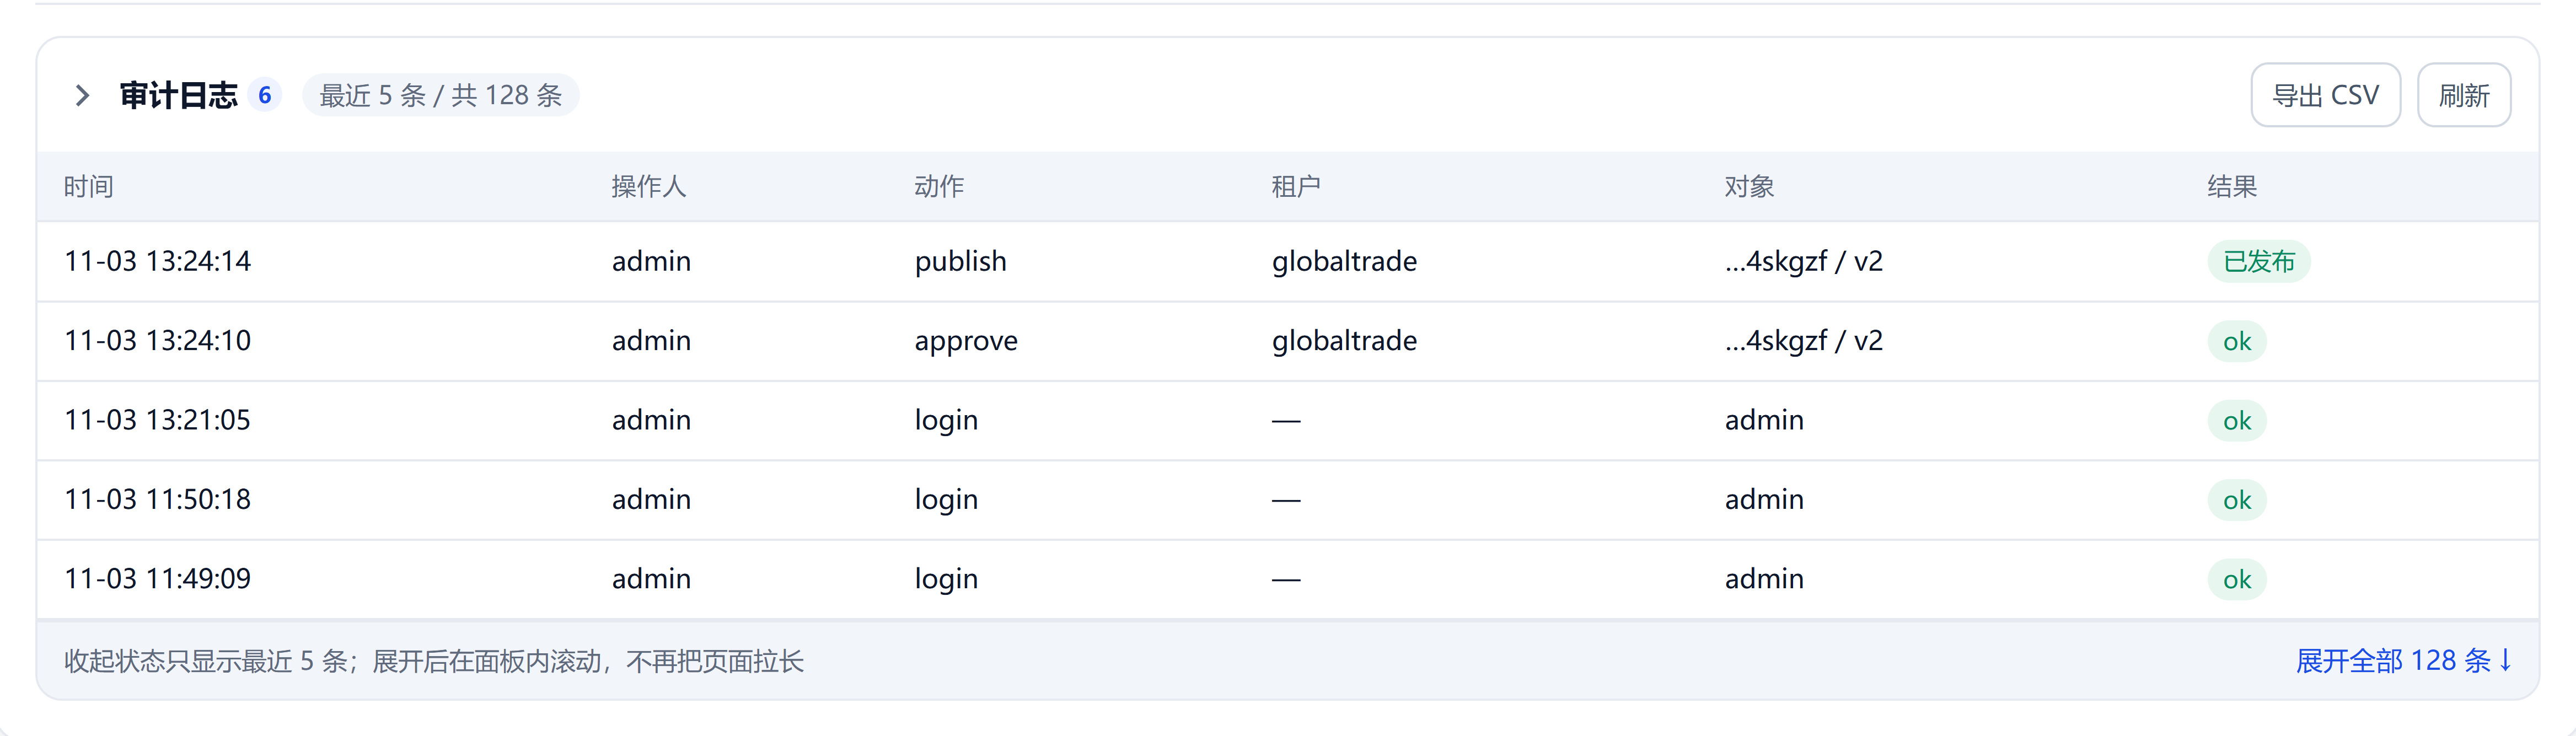 审计日志 6 最近 5 条 / 共 128 条 导出 CSV 刷新
时间 操作人 动作 租户 对象 结果
11-03 13:24:14 admin publish globaltrade ...4skgzf / v2 已发布
11-03 13:24:10 admin approve globaltrade ...4skgzf / v2 ok
11-03 13:21:05 admin login — admin ok
11-03 11:50:18 admin login — admin ok
11-03 11:49:09 admin login — admin ok
收起状态只显示最近 5 条；展开后在面板内滚动，不再把页面拉长 展开全部 128 条 ↓